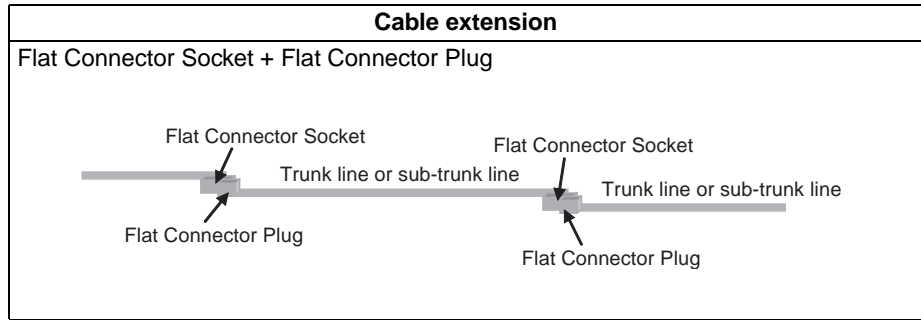 Cable extension
Flat Connector Socket + Flat Connector Plug
Flat Connector Socket
Flat Connector Socket
Trunk line or sub-trunk line
Trunk line or sub-trunk line
Flat Connector Plug
Flat Connector Plug